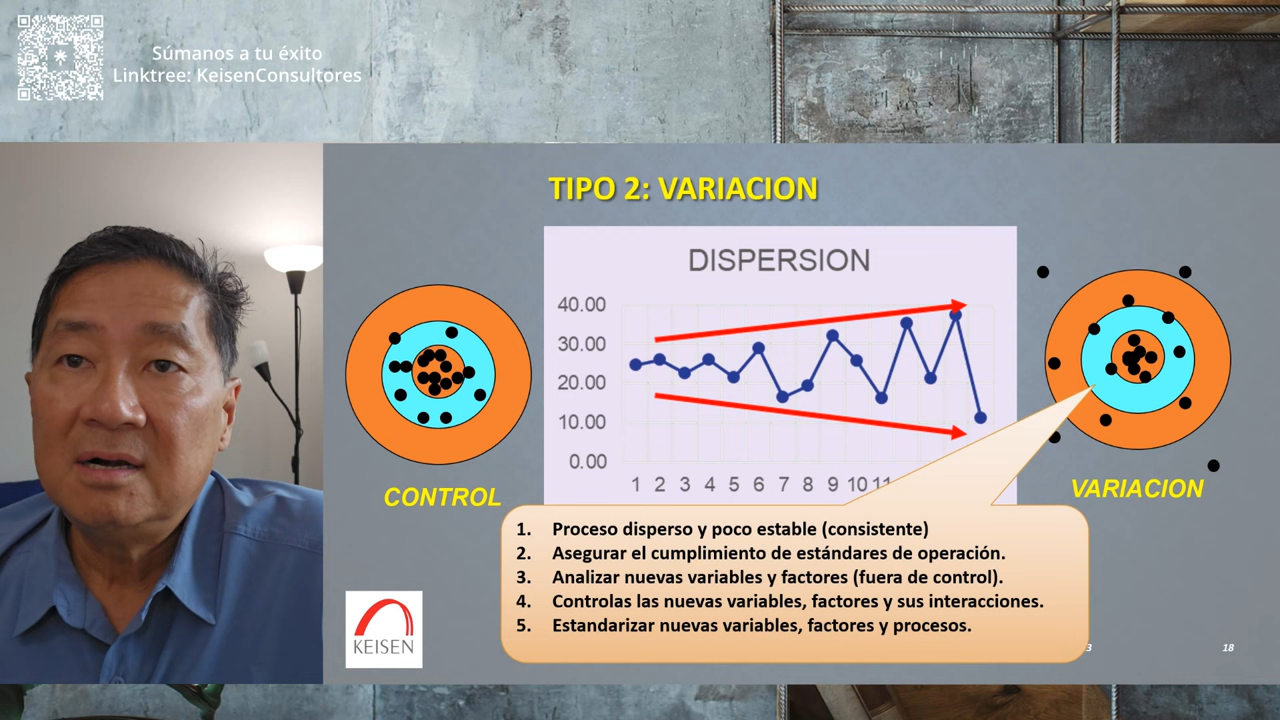 Súmanos a tu éxito
Linktree: KeisenConsultores
TIPO 2: VARIACION
DISPERSION
40.00
30.00
20.00
10.00
0.00
1 2 3 4 5 6 7 8 9 10 11
CONTROL
VARIACION
1. Proceso disperso y poco estable (consistente)
2. Asegurar el cumplimiento de estándares de operación.
3. Analizar nuevas variables y factores (fuera de control).
4. Controlas las nuevas variables, factores y sus interacciones.
5. Estandarizar nuevas variables, factores y procesos.
KEISEN
3
18